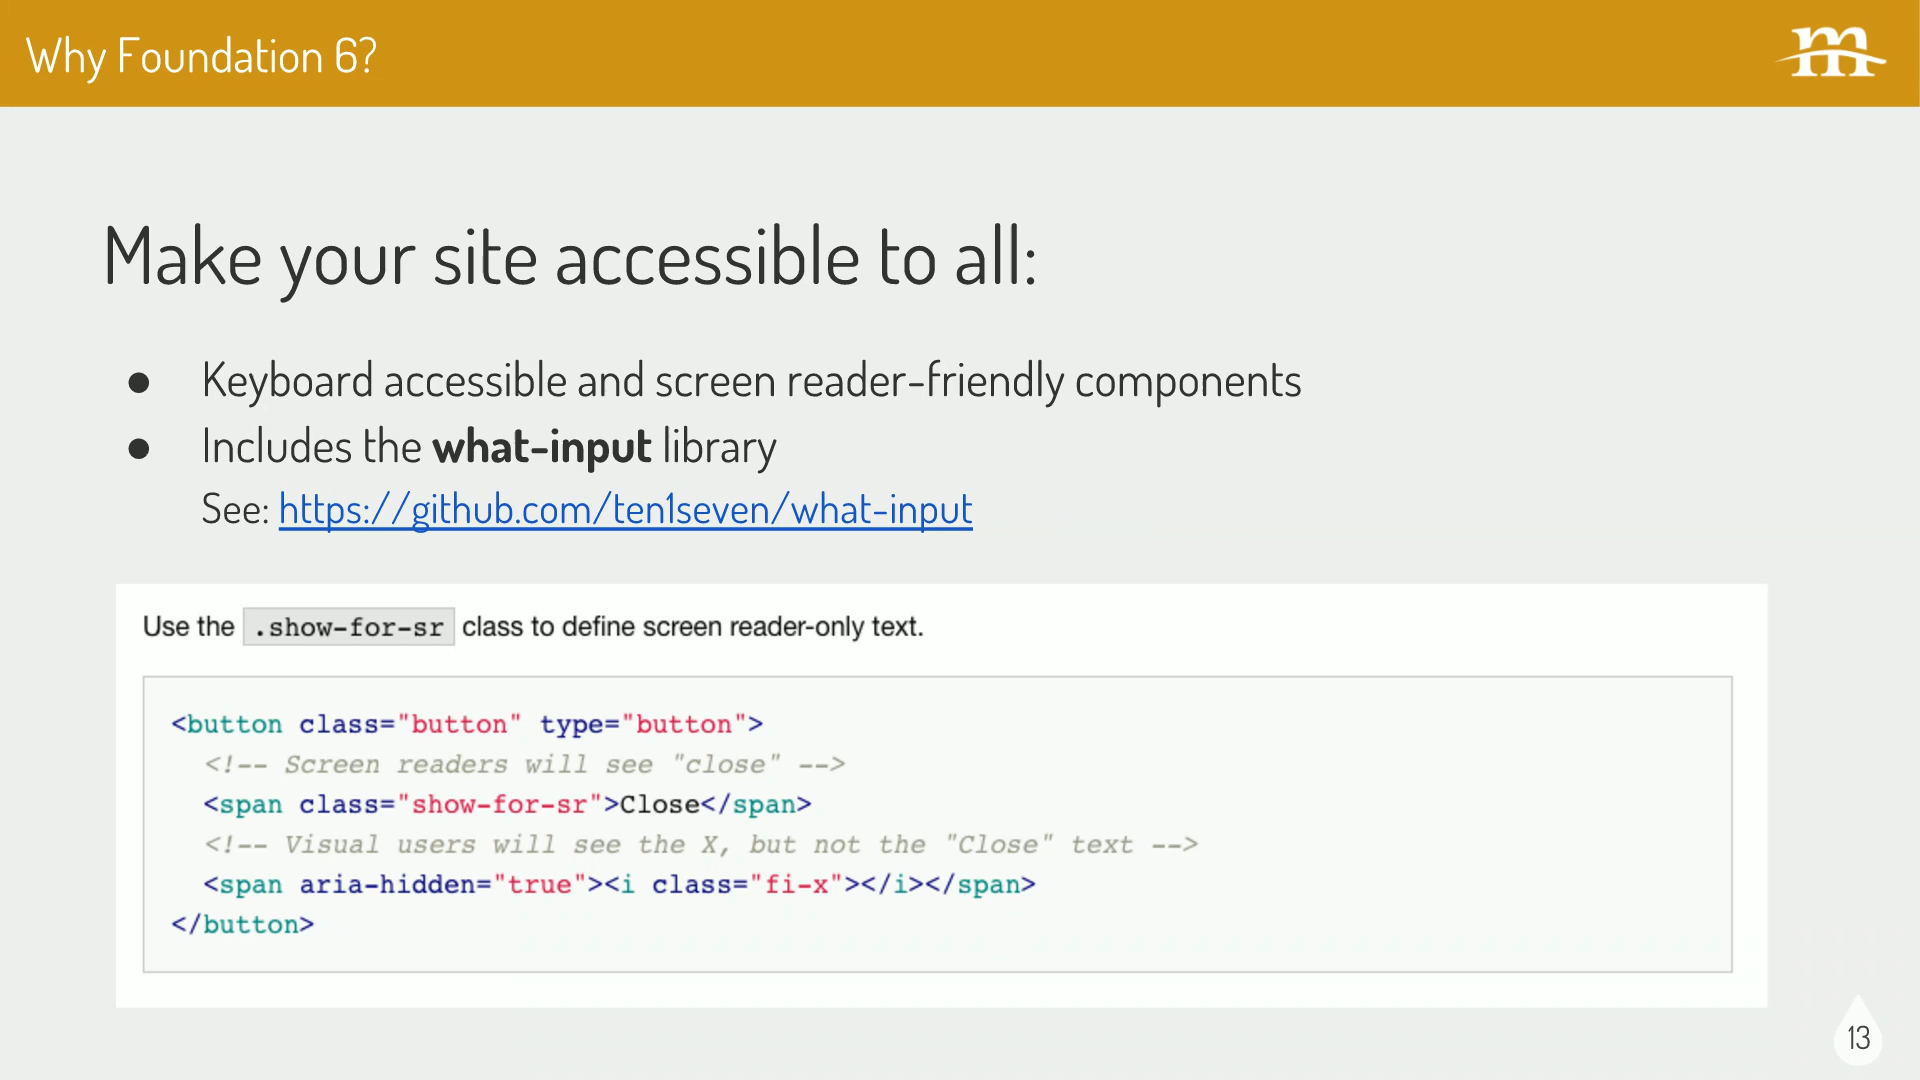 Why Foundation 6?
m
Make your site accessible to all:
● Keyboard accessible and screen reader-friendly components
● Includes the what-input library
See: https://github.com/ten1seven/what-input
Use the .show-for-sr class to define screen reader-only text.
<button class="button" type="button">
  <!-- Screen readers will see "close" -->
  <span class="show-for-sr">Close</span>
  <!-- Visual users will see the X, but not the "Close" text -->
  <span aria-hidden="true"><i class="fi-x"></i></span>
</button>
13